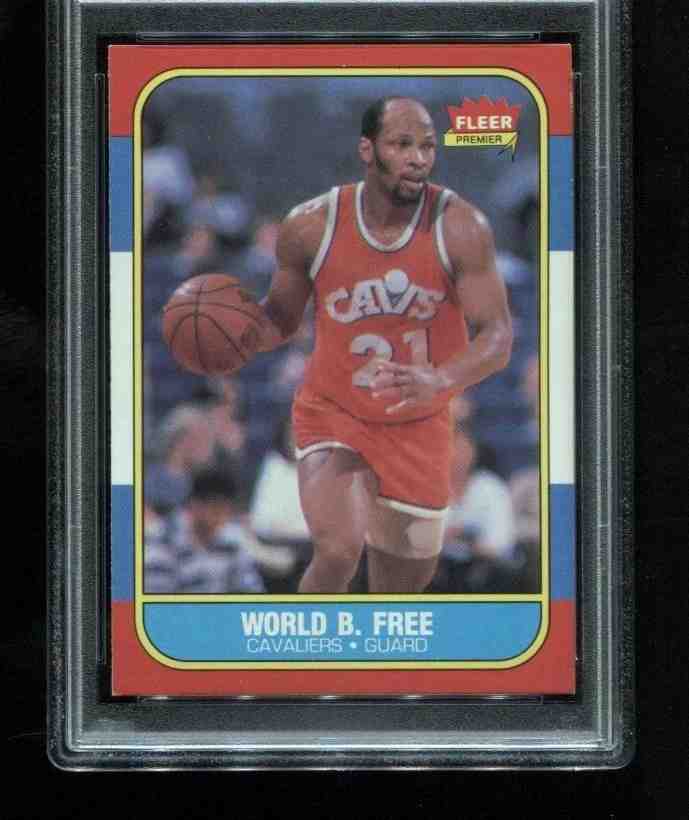 FLEER
PREMIER
CAVS
21
WORLD B. FREE
CAVALIERS • GUARD